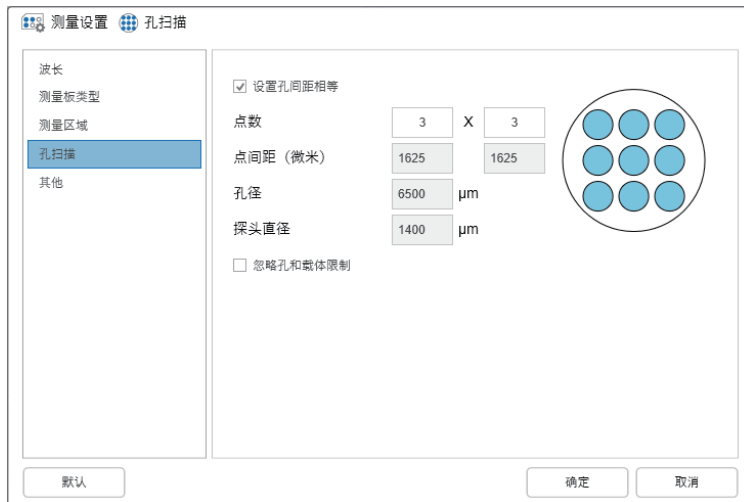 测量设置 孔扫描
波长
测量板类型
测量区域
孔扫描
其他
设置孔间距相等
点数 3 X 3
点间距（微米） 1625 1625
孔径 6500 μm
探头直径 1400 μm
忽略孔和载体限制
默认 确定 取消